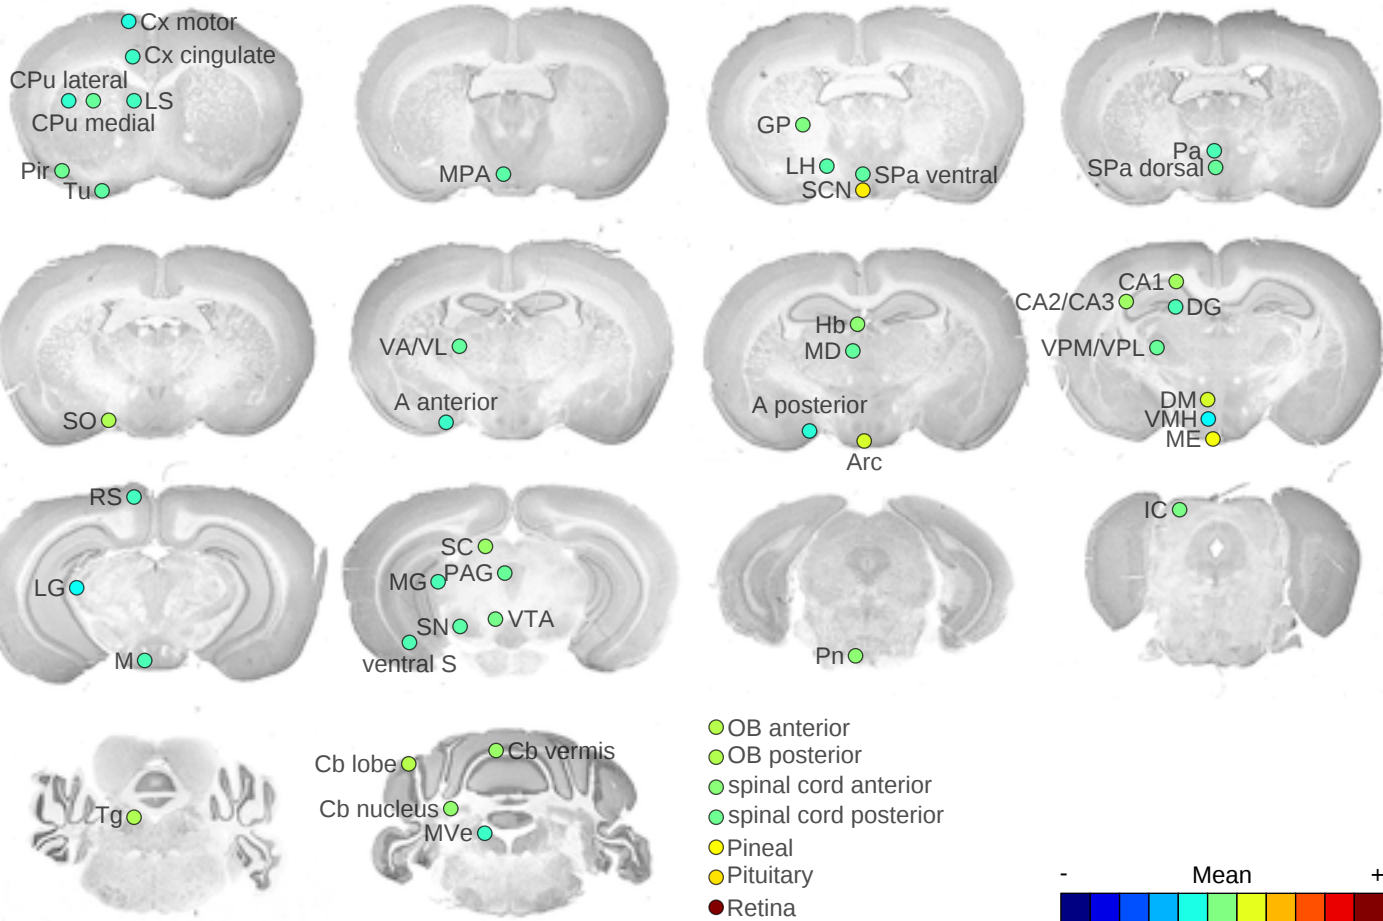 Cx motor
Cx cingulate
CPu lateral
LS
CPu medial
Pir
Tu
MPA
GP
LH
SPa ventral
SCN
Pa
SPa dorsal
SO
VA/VL
A anterior
Hb
MD
A posterior
Arc
CA1
CA2/CA3
DG
VPM/VPL
DM
VMH
ME
RS
LG
M
SC
PAG
MG
VTA
SN
ventral S
Pn
IC
Tg
Cb vermis
Cb lobe
Cb nucleus
MVe
OB anterior
OB posterior
spinal cord anterior
spinal cord posterior
Pineal
Pituitary
Retina
- Mean +